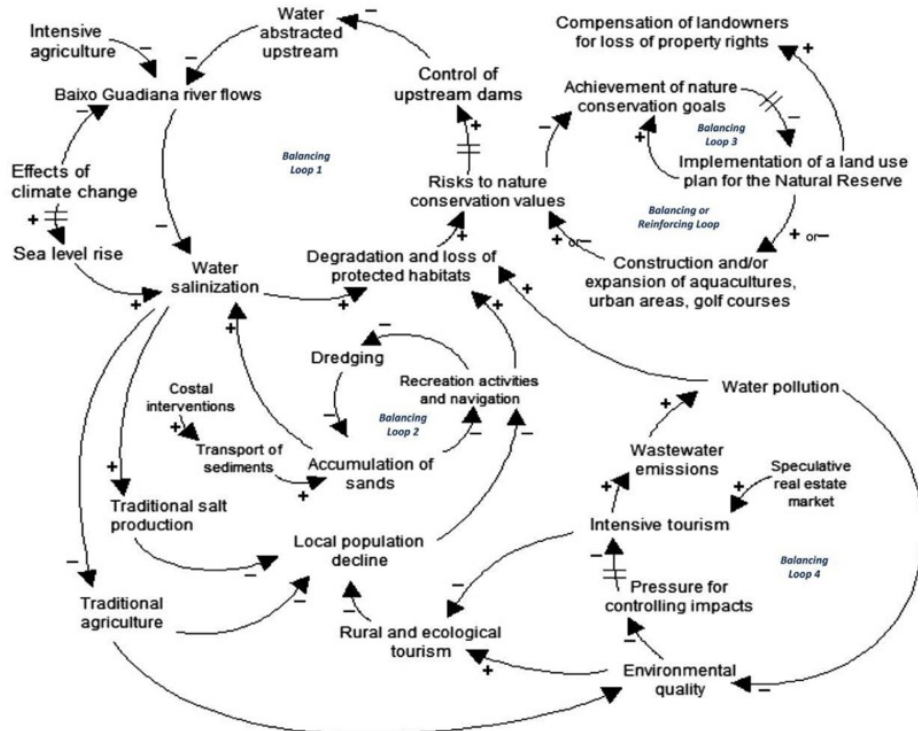 Intensive
agriculture
Water
abstracted
upstream
Compensation of landowners
for loss of property rights
Baixo Guadiana river flows
Control of
upstream dams
Achievement of nature
conservation goals
Balancing
Loop 1
Balancing
Loop 3
Effects of
climate change
Risks to nature
conservation values
Implementation of a land use
plan for the Natural Reserve
Balancing or
Reinforcing Loop
+ or –
+ or –
Sea level rise
Water
salinization
Degradation and loss of
protected habitats
Construction and/or
expansion of aquacultures,
urban areas, golf courses
Dredging
Recreation activities
and navigation
Water pollution
Costal
interventions
Balancing
Loop 2
Transport of
sediments
Accumulation of
sands
Wastewater
emissions
Speculative
real estate
market
Traditional salt
production
Intensive tourism
Local population
decline
Balancing
Loop 4
Pressure for
controlling impacts
Traditional
agriculture
Rural and ecological
tourism
Environmental
quality